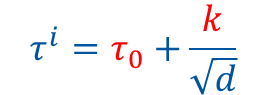 τ^i = τ_0 + k/√d